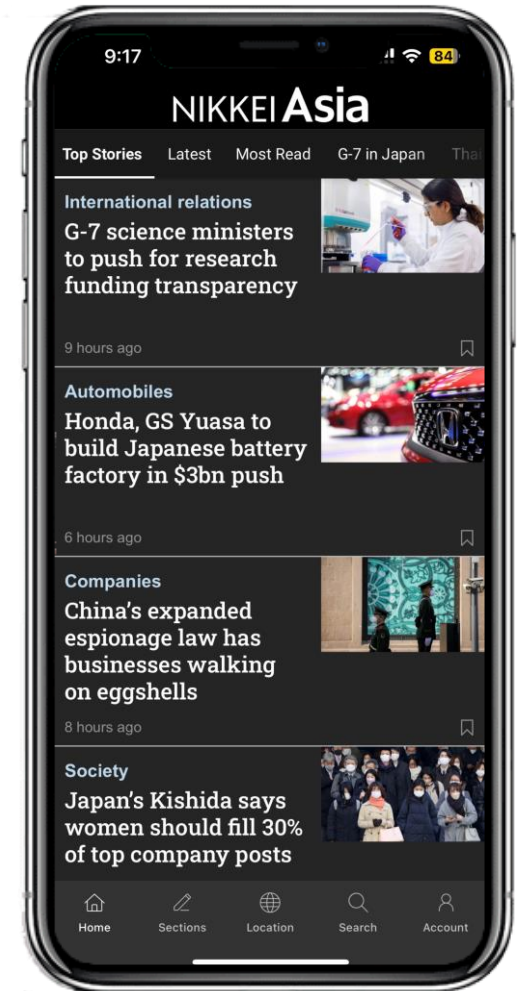 9:17
84
NIKKEI Asia
Top Stories Latest Most Read G-7 in Japan Thai
International relations
G-7 science ministers
to push for research
funding transparency
9 hours ago
Automobiles
Honda, GS Yuasa to
build Japanese battery
factory in $3bn push
6 hours ago
Companies
China's expanded
espionage law has
businesses walking
on eggshells
8 hours ago
Society
Japan's Kishida says
women should fill 30%
of top company posts
Home Sections Location Search Account